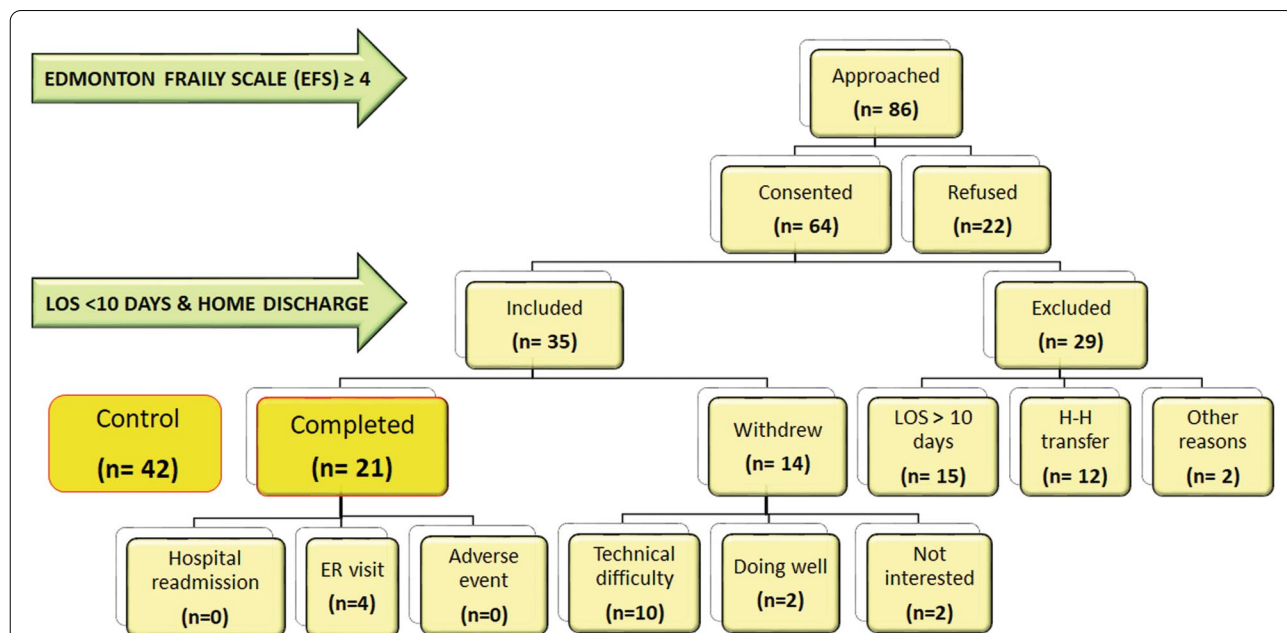 EDMONTON FRAILY SCALE (EFS) ≥ 4
Approached
(n= 86)
Consented
(n= 64)
Refused
(n=22)
LOS <10 DAYS & HOME DISCHARGE
Included
(n= 35)
Excluded
(n= 29)
Control
(n= 42)
Completed
(n= 21)
Withdrew
(n= 14)
LOS > 10
days
(n= 15)
H-H
transfer
(n= 12)
Other
reasons
(n= 2)
Hospital
readmission
(n=0)
ER visit
(n=4)
Adverse
event
(n=0)
Technical
difficulty
(n=10)
Doing well
(n=2)
Not
interested
(n=2)